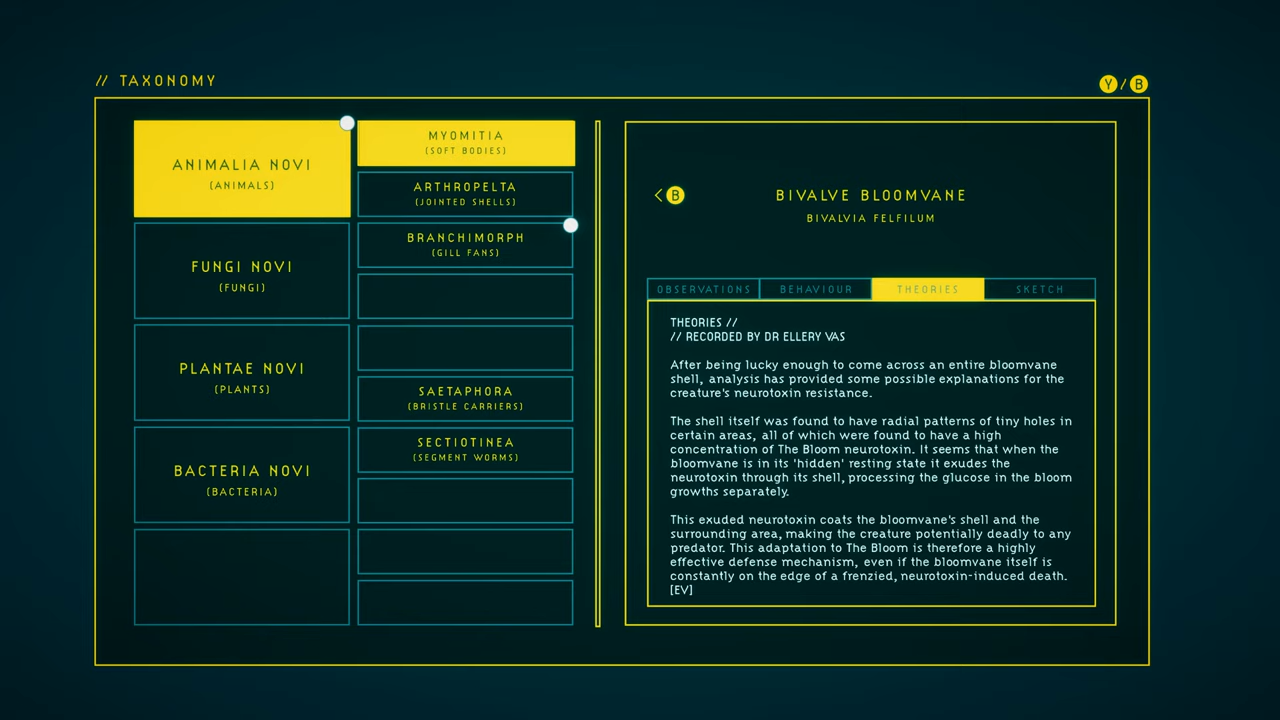 // TAXONOMY
Y / B
ANIMALIA NOVI
(ANIMALS)
FUNGI NOVI
(FUNGI)
PLANTAE NOVI
(PLANTS)
BACTERIA NOVI
(BACTERIA)
MYOMITIA
(SOFT BODIES)
ARTHROPELTA
(JOINTED SHELLS)
BRANCHIMORPH
(GILL FANS)
SAETAPHORA
(BRISTLE CARRIERS)
SECTIOTINEA
(SEGMENT WORMS)
< B
BIVALVE BLOOMVANE
BIVALVIA FELFILUM
OBSERVATIONS BEHAVIOUR THEORIES SKETCH
THEORIES //
// RECORDED BY DR ELLERY VAS
After being lucky enough to come across an entire bloomvane
shell, analysis has provided some possible explanations for the
creature's neurotoxin resistance.
The shell itself was found to have radial patterns of tiny holes in
certain areas, all of which were found to have a high
concentration of The Bloom neurotoxin. It seems that when the
bloomvane is in its 'hidden' resting state it exudes the
neurotoxin through its shell, processing the glucose in the bloom
growths separately.
This exuded neurotoxin coats the bloomvane's shell and the
surrounding area, making the creature potentially deadly to any
predator. This adaptation to The Bloom is therefore a highly
effective defense mechanism, even if the bloomvane itself is
constantly on the edge of a frenzied, neurotoxin-induced death.
[EV]